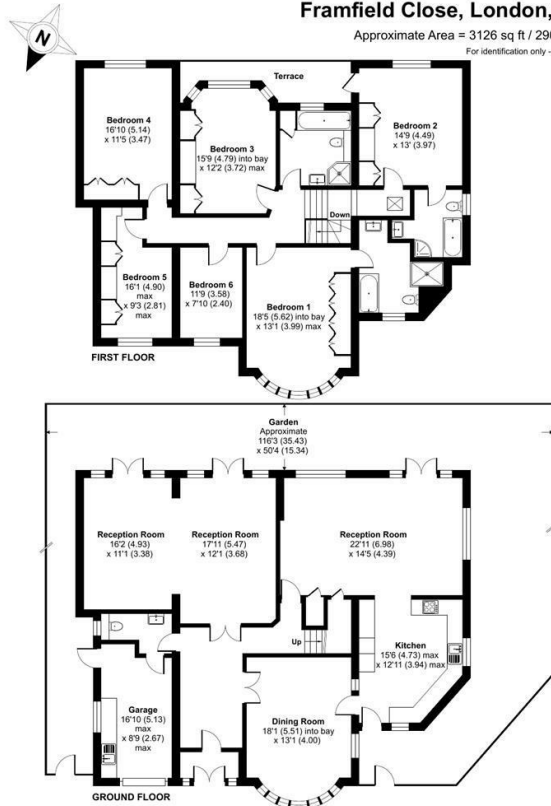 Framfield Close, London,
Approximate Area = 3126 sq ft / 290
For identification only -
N
Terrace
Bedroom 4
16'10 (5.14)
x 11'5 (3.47)
Bedroom 3
15'9 (4.79) into bay
x 12'2 (3.72) max
Bedroom 2
14'9 (4.49)
x 13' (3.97)
Down
Bedroom 5
16'1 (4.90)
max
x 9'3 (2.81)
max
Bedroom 6
11'9 (3.58)
x 7'10 (2.40)
Bedroom 1
18'5 (5.62) into bay
x 13'1 (3.99) max
FIRST FLOOR
Garden
Approximate
116'3 (35.43)
x 50'4 (15.34)
Reception Room
16'2 (4.93)
x 11'1 (3.38)
Reception Room
17'11 (5.47)
x 12'1 (3.68)
Reception Room
22'11 (6.98)
x 14'5 (4.39)
Up
Kitchen
15'6 (4.73) max
x 12'11 (3.94) max
Garage
16'10 (5.13)
max
x 8'9 (2.67)
max
Dining Room
18'1 (5.51) into bay
x 13'1 (4.00)
GROUND FLOOR